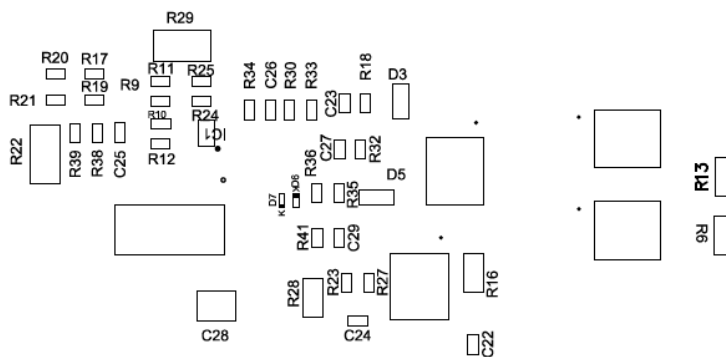 R29
R20
R17
R11
R25
R34
C26
R30
R33
R18
D3
R9
R21
R19
C23
R10
R24
IC1
R22
R39
R38
C25
R12
C27
R32
R36
R35
D5
R13
D7
K
D6
K
R6
R41
C29
R28
R23
R27
R16
C28
C24
C22